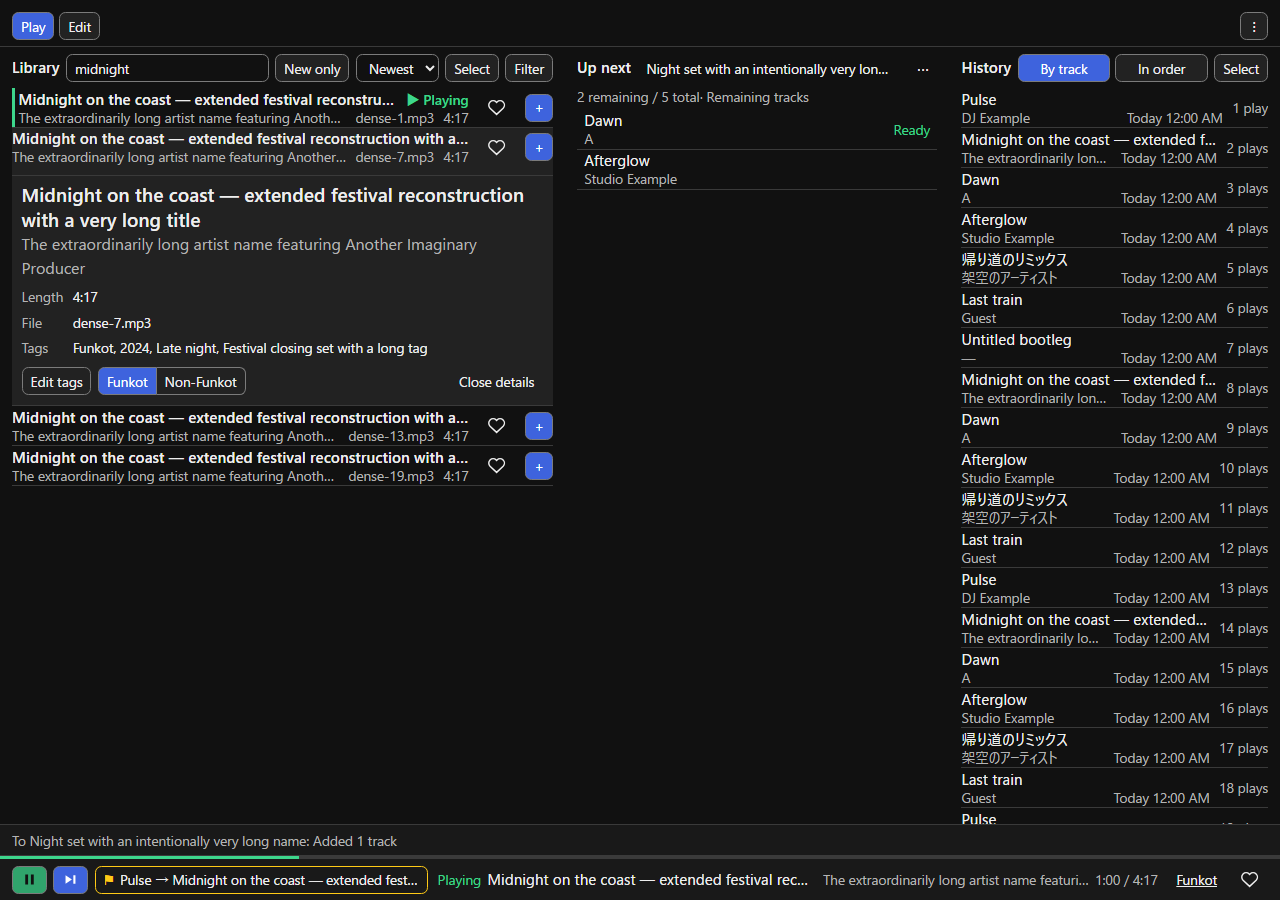 Play Edit ⋮
Library midnight New only Newest Select Filter
Midnight on the coast — extended festival reconstru... ▶ Playing
The extraordinarily long artist name featuring Anoth... dense-1.mp3 4:17 +
Midnight on the coast — extended festival reconstruction with a...
The extraordinarily long artist name featuring Another... dense-7.mp3 4:17 +
Midnight on the coast — extended festival reconstruction
with a very long title
The extraordinarily long artist name featuring Another Imaginary
Producer
Length 4:17
File dense-7.mp3
Tags Funkot, 2024, Late night, Festival closing set with a long tag
Edit tags Funkot Non-Funkot Close details
Midnight on the coast — extended festival reconstruction with a...
The extraordinarily long artist name featuring Anoth... dense-13.mp3 4:17 +
Midnight on the coast — extended festival reconstruction with a...
The extraordinarily long artist name featuring Anoth... dense-19.mp3 4:17 +
Up next Night set with an intentionally very lon... ...
2 remaining / 5 total· Remaining tracks
Dawn
A Ready
Afterglow
Studio Example
History By track In order Select
Pulse
DJ Example Today 12:00 AM 1 play
Midnight on the coast — extended f...
The extraordinarily lon... Today 12:00 AM 2 plays
Dawn
A Today 12:00 AM 3 plays
Afterglow
Studio Example Today 12:00 AM 4 plays
帰り道のリミックス
架空のアーティスト Today 12:00 AM 5 plays
Last train
Guest Today 12:00 AM 6 plays
Untitled bootleg
— Today 12:00 AM 7 plays
Midnight on the coast — extended f...
The extraordinarily lon... Today 12:00 AM 8 plays
Dawn
A Today 12:00 AM 9 plays
Afterglow
Studio Example Today 12:00 AM 10 plays
帰り道のリミックス
架空のアーティスト Today 12:00 AM 11 plays
Last train
Guest Today 12:00 AM 12 plays
Pulse
DJ Example Today 12:00 AM 13 plays
Midnight on the coast — extended...
The extraordinarily lo... Today 12:00 AM 14 plays
Dawn
A Today 12:00 AM 15 plays
Afterglow
Studio Example Today 12:00 AM 16 plays
帰り道のリミックス
架空のアーティスト Today 12:00 AM 17 plays
Last train
Guest Today 12:00 AM 18 plays
Pulse
To Night set with an intentionally very long name: Added 1 track
Pulse → Midnight on the coast — extended fest... Playing Midnight on the coast — extended festival rec... The extraordinarily long artist name featuri... 1:00 / 4:17 Funkot